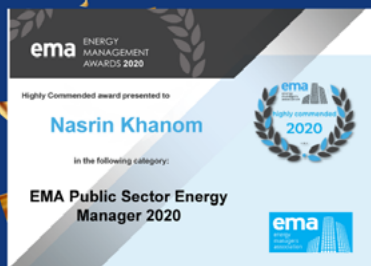 ema
ENERGY
MANAGEMENT
AWARDS 2020
Highly Commended award presented to
Nasrin Khanom
in the following category:
EMA Public Sector Energy
Manager 2020
ema
highly commended
2020
ema
energy
managers
association